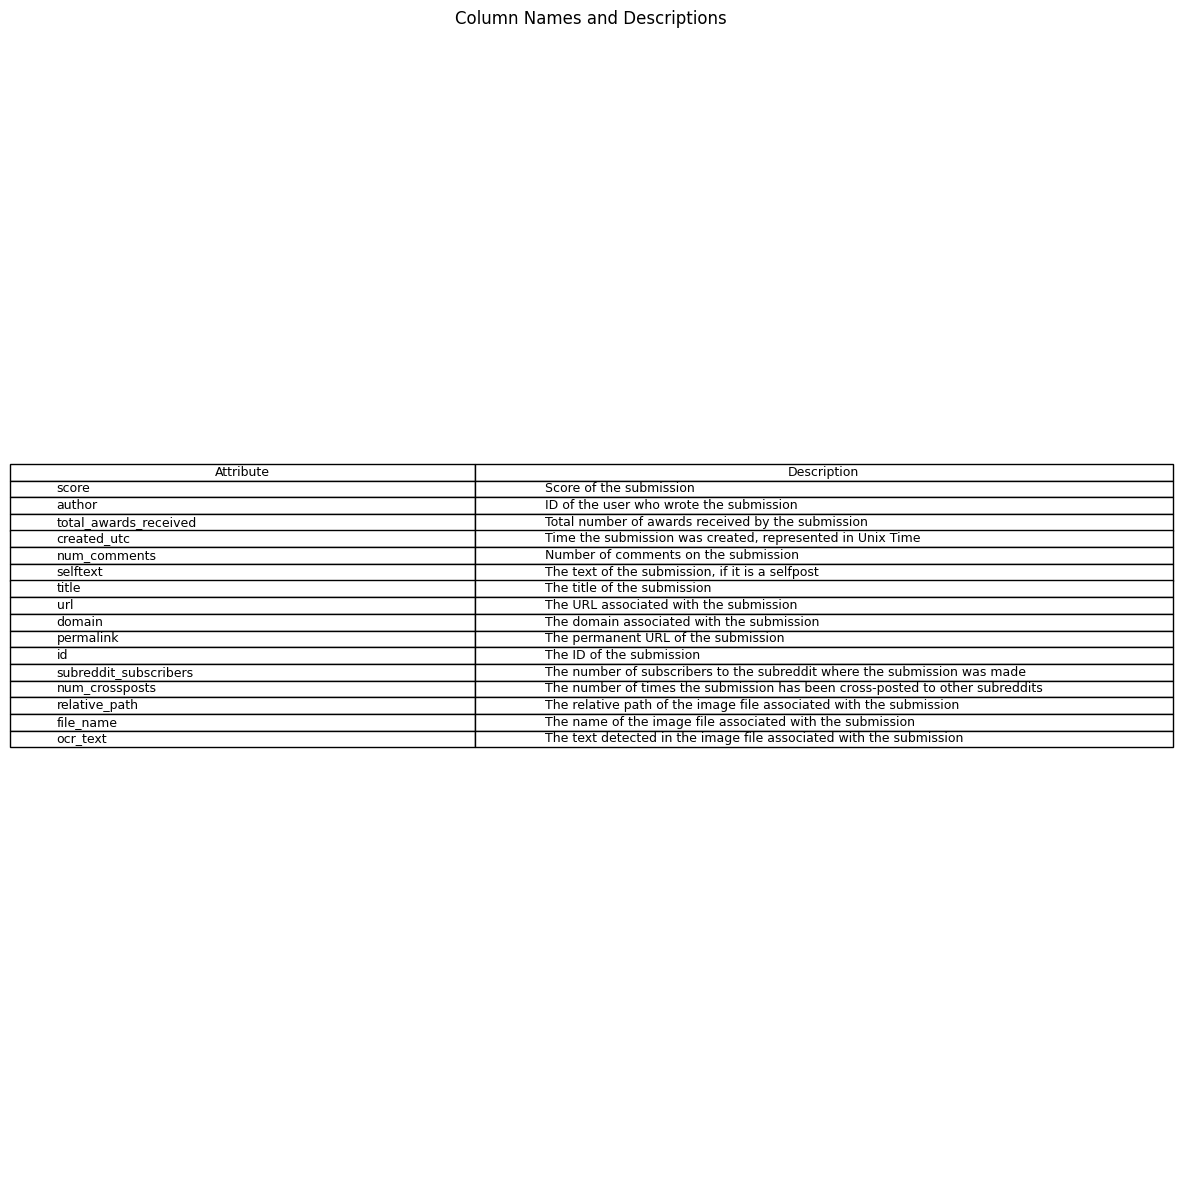 Column Names and Descriptions
Attribute Description
score Score of the submission
author ID of the user who wrote the submission
total_awards_received Total number of awards received by the submission
created_utc Time the submission was created, represented in Unix Time
num_comments Number of comments on the submission
selftext The text of the submission, if it is a selfpost
title The title of the submission
url The URL associated with the submission
domain The domain associated with the submission
permalink The permanent URL of the submission
id The ID of the submission
subreddit_subscribers The number of subscribers to the subreddit where the submission was made
num_crossposts The number of times the submission has been cross-posted to other subreddits
relative_path The relative path of the image file associated with the submission
file_name The name of the image file associated with the submission
ocr_text The text detected in the image file associated with the submission